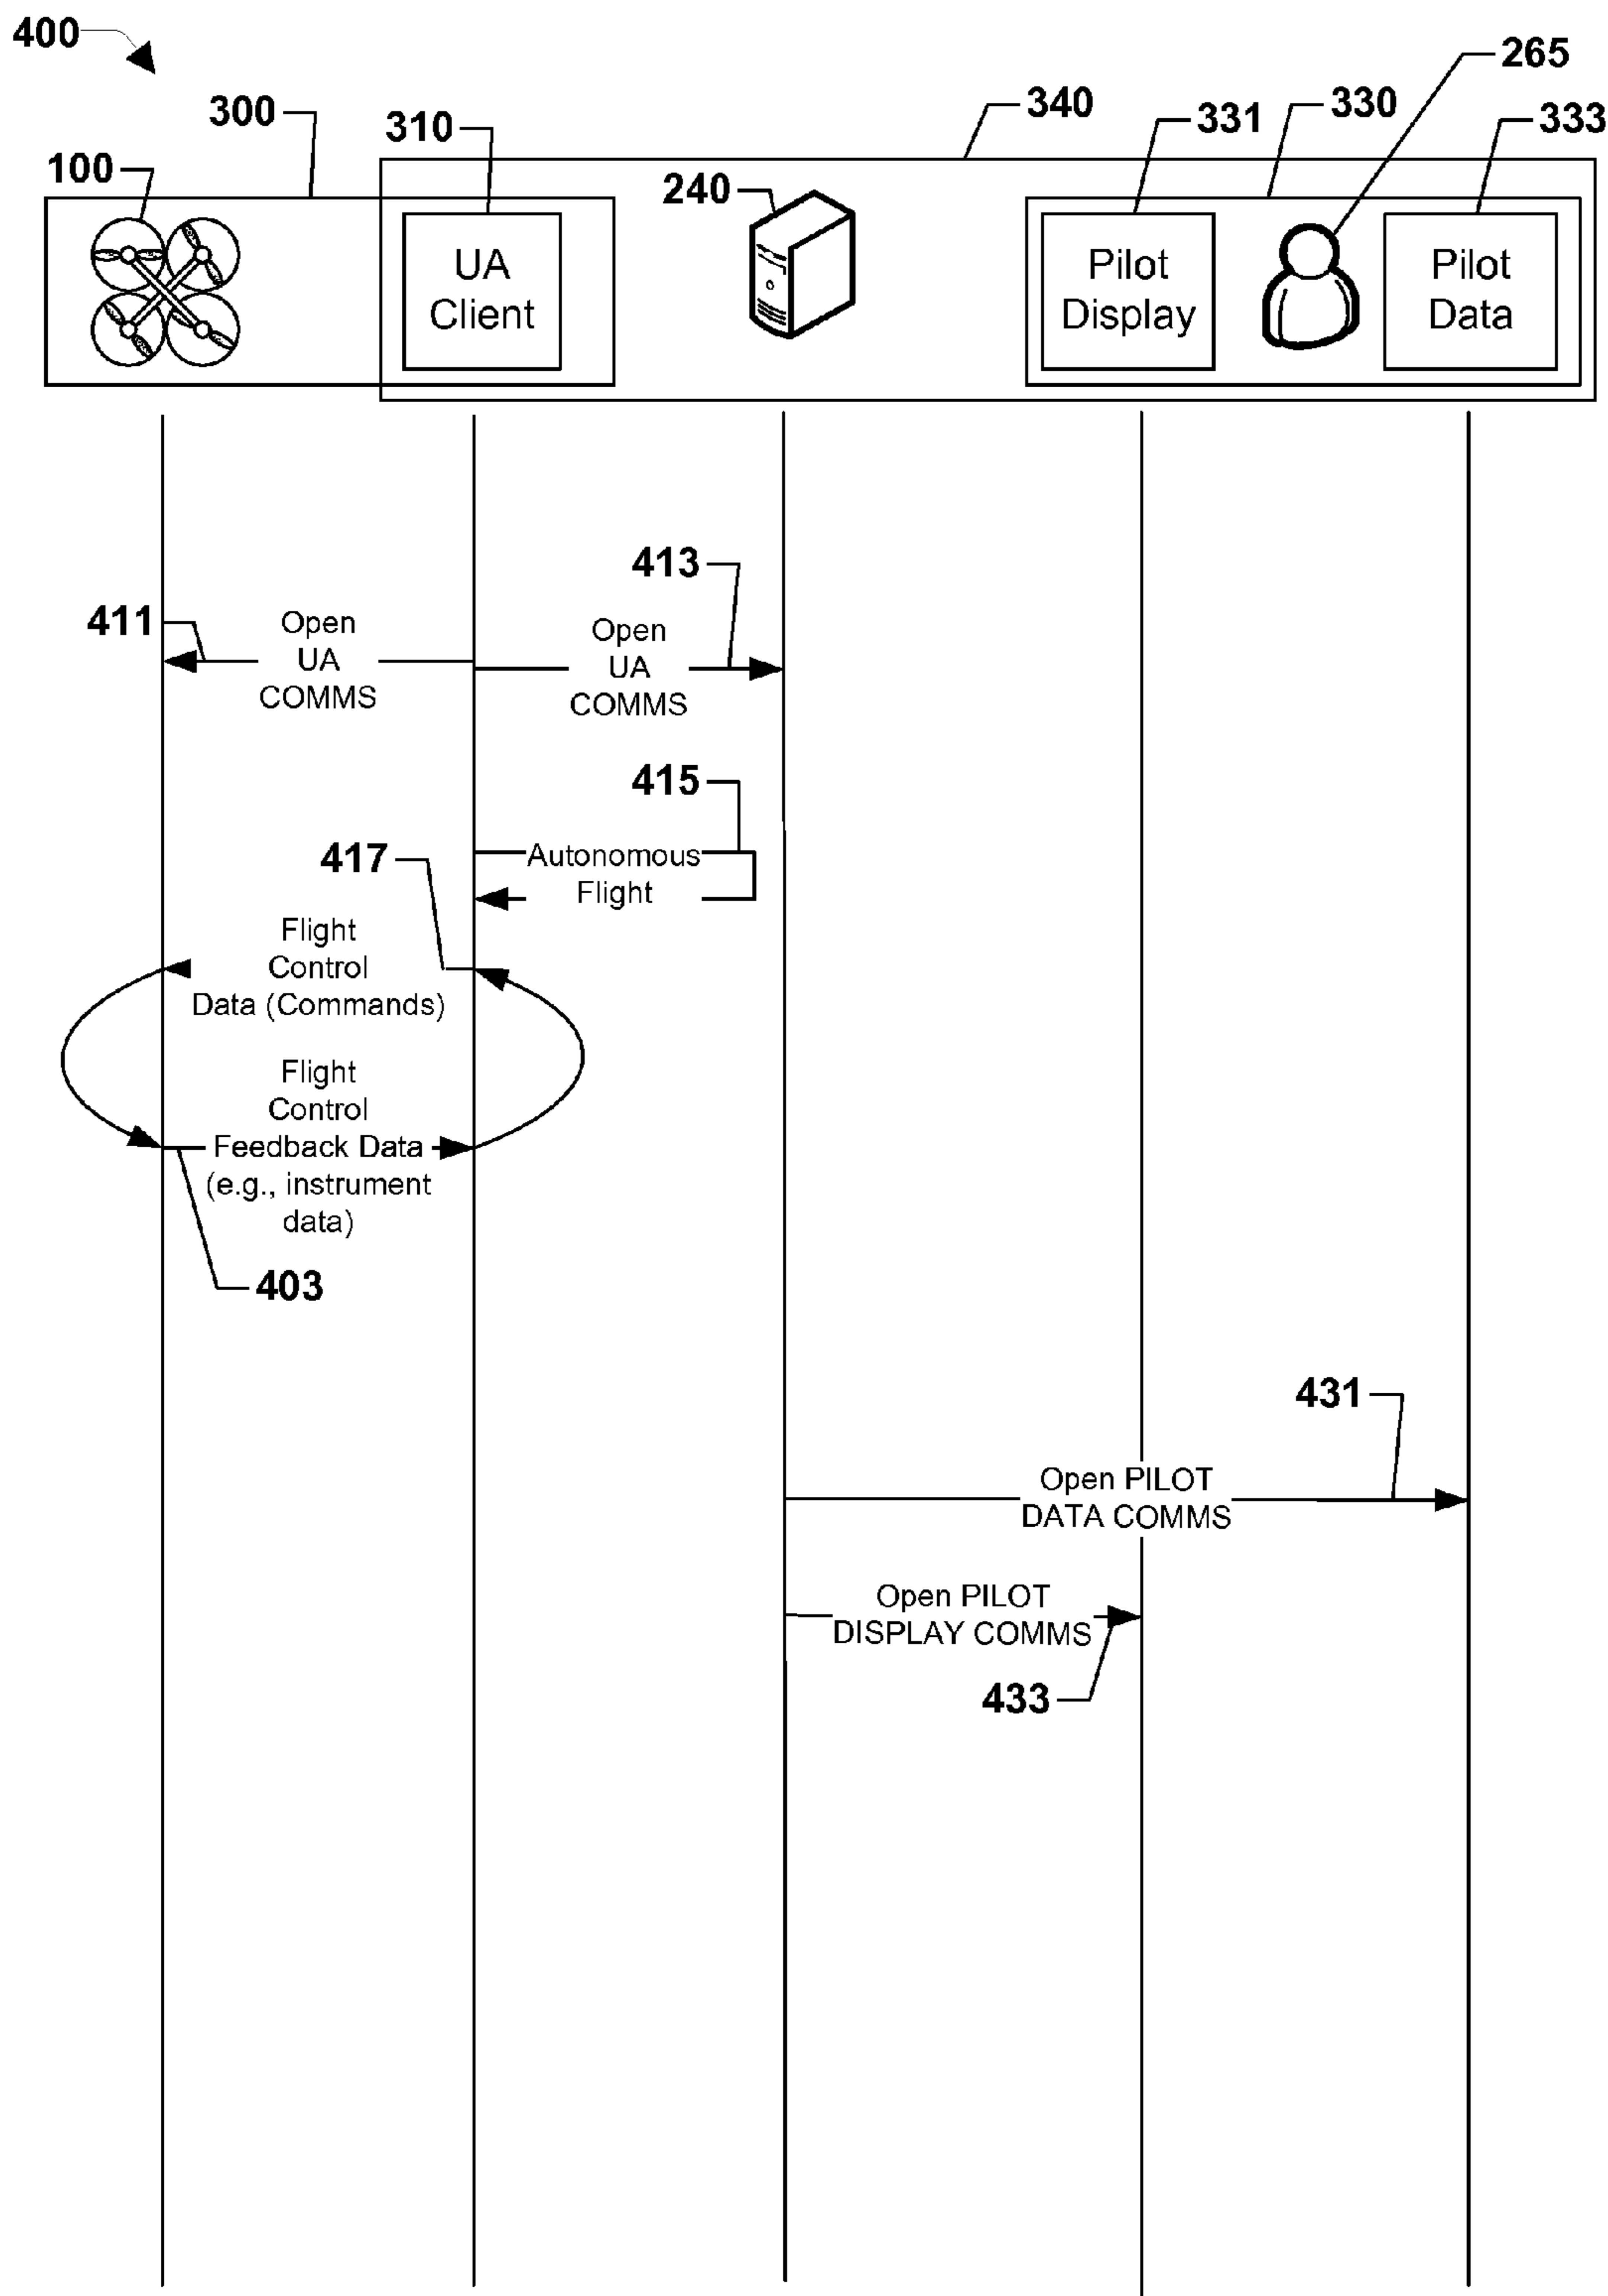 400
265
300
310
340
331
330
333
100
240
UA
Client
Pilot
Display
Pilot
Data
413
411
Open
UA
COMMS
Open
UA
COMMS
415
417
Autonomous
Flight
Flight
Control
Data (Commands)
Flight
Control
Feedback Data
(e.g., instrument
data)
403
431
Open PILOT
DATA COMMS
Open PILOT
DISPLAY COMMS
433